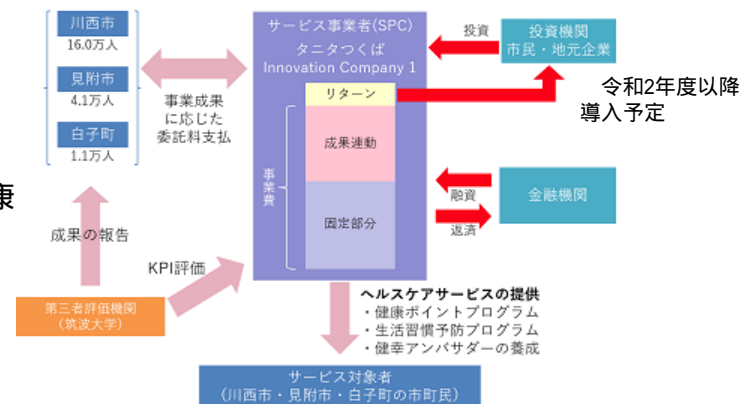 川西市
16.0万人
見附市
4.1万人
白子町
1.1万人
事業成果
に応じた
委託料支払
サービス事業者(SPC)
タニタつくば
Innovation Company 1
リターン
成果連動
固定部分
事業費
投資
投資機関
市民・地元企業
令和2年度以降
導入予定
融資
返済
金融機関
康
成果の報告
KPI評価
第三者評価機関
(筑波大学)
ヘルスケアサービスの提供
・健康ポイントプログラム
・生活習慣予防プログラム
・健幸アンバサダーの養成
サービス対象者
(川西市・見附市・白子町の市町民)